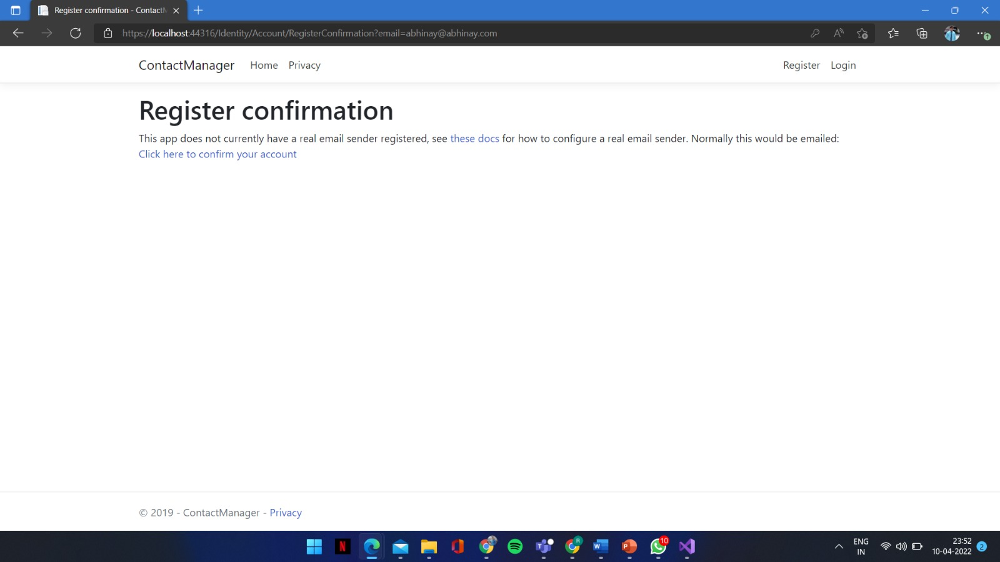 Register confirmation - Contact
https://localhost:44316/Identity/Account/RegisterConfirmation?email=abhinay@abhinay.com
ContactManager Home Privacy Register Login
Register confirmation
This app does not currently have a real email sender registered, see these docs for how to configure a real email sender. Normally this would be emailed:
Click here to confirm your account
© 2019 - ContactManager - Privacy
N T R W P 10 ENG 23:52
IN 10-04-2022 2